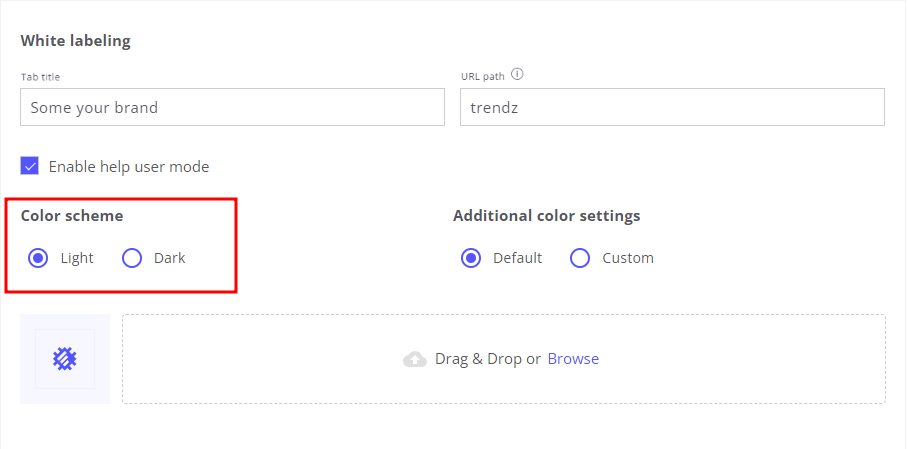 White labeling
Tab title
URL path
Some your brand
trendz
Enable help user mode
Color scheme
Additional color settings
Light
Dark
Default
Custom
Drag & Drop or Browse